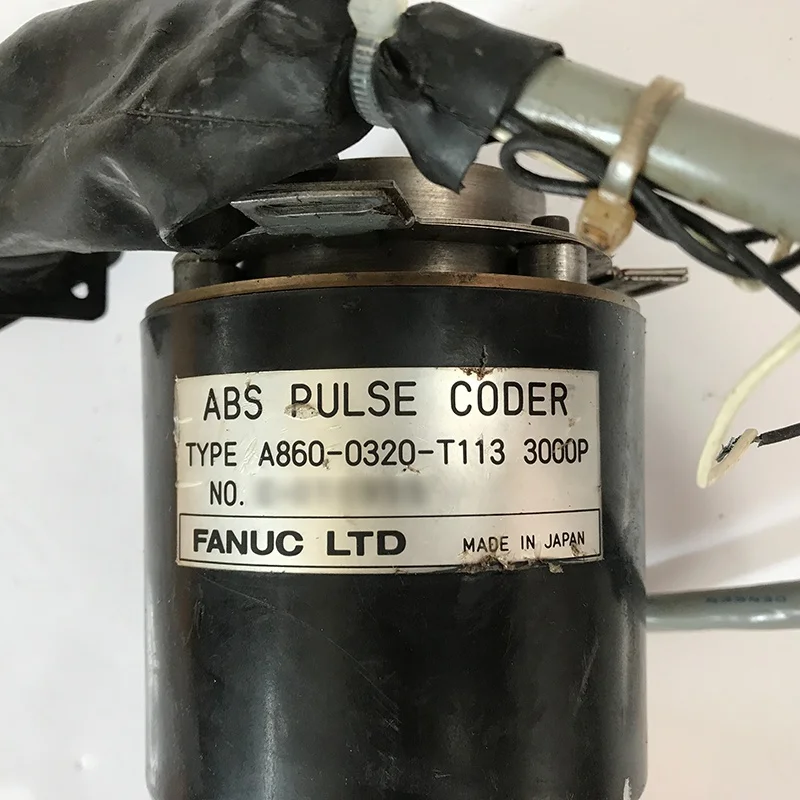 ABS PULSE CODER
TYPE A860-0320-T113 3000P
NO.
FANUC LTD
MADE IN JAPAN